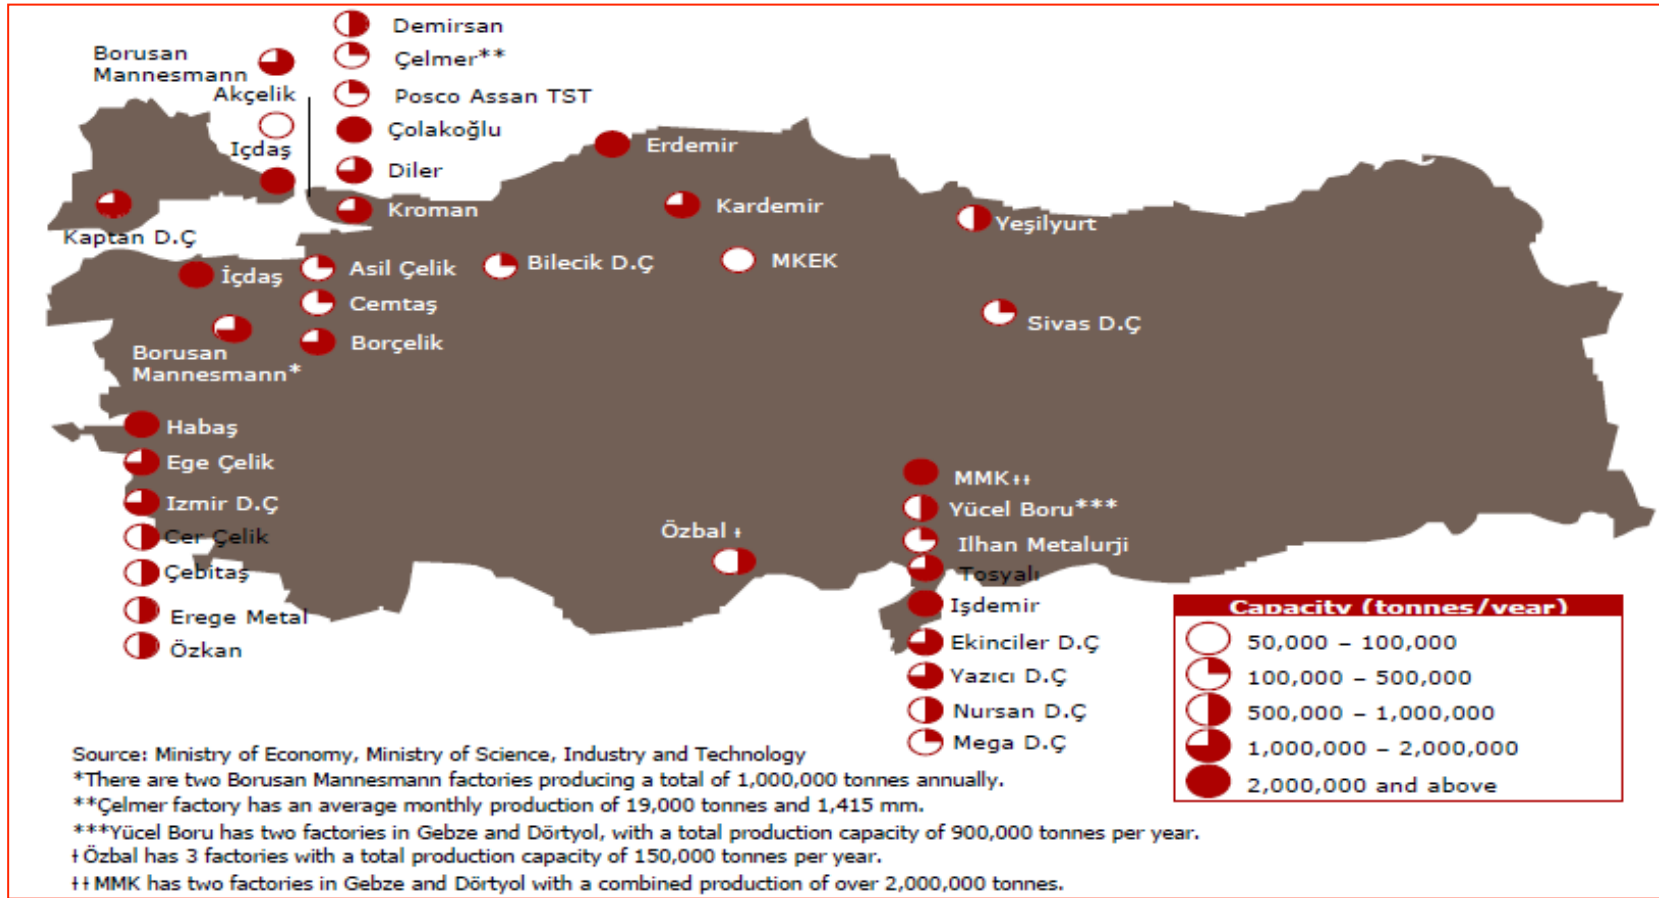 Demirsan
Borusan
Mannesmann
Çelmer**
Akçelik
Posco Assan TST
Çolakoğlu
Içdaş
Diler
Kroman
Kaptan D.Ç
Erdemir
Kardemir
Yeşilyurt
İçdaş
Asil Çelik
Bilecik D.Ç
MKEK
Cemtaş
Sivas D.Ç
Borçelik
Borusan
Mannesmann*
Habaş
Ege Çelik
Izmir D.Ç
Cer Çelik
Çebitaş
Erege Metal
Özkan
Özbal ƚ
MMKƚƚ
Yücel Boru***
Ilhan Metalurji
Tosyalı
Işdemir
Ekinciler D.Ç
Yazıcı D.Ç
Nursan D.Ç
Mega D.Ç
Capacity (tonnes/year)
50,000 – 100,000
100,000 – 500,000
500,000 – 1,000,000
1,000,000 – 2,000,000
2,000,000 and above
Source: Ministry of Economy, Ministry of Science, Industry and Technology
*There are two Borusan Mannesmann factories producing a total of 1,000,000 tonnes annually.
**Çelmer factory has an average monthly production of 19,000 tonnes and 1,415 mm.
***Yücel Boru has two factories in Gebze and Dörtyol, with a total production capacity of 900,000 tonnes per year.
ƚ Özbal has 3 factories with a total production capacity of 150,000 tonnes per year.
ƚƚ MMK has two factories in Gebze and Dörtyol with a combined production of over 2,000,000 tonnes.